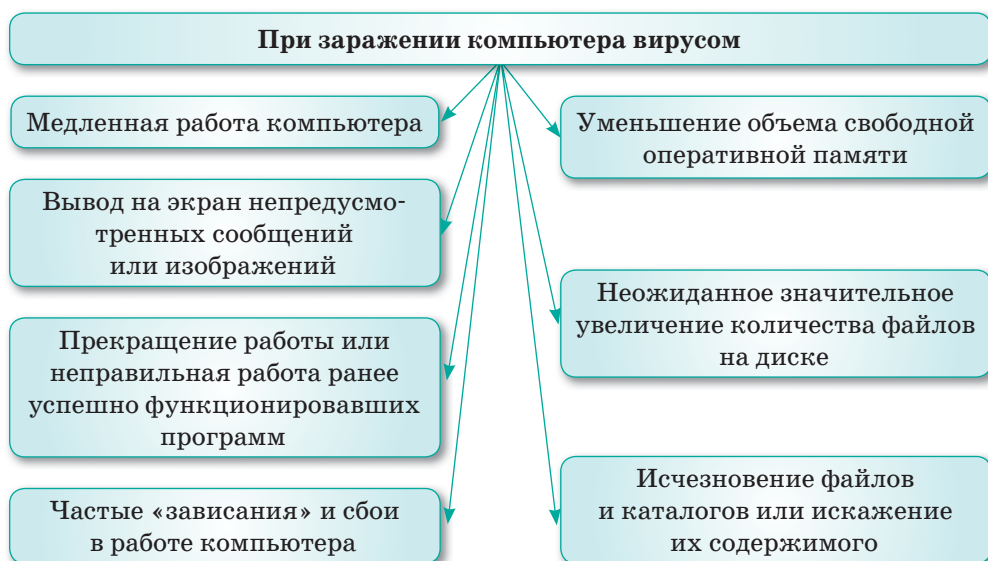 При заражении компьютера вирусом
Медленная работа компьютера
Вывод на экран непредусмо-
тренных сообщений
или изображений
Прекращение работы или
неправильная работа ранее
успешно функционировавших
программ
Частые «зависания» и сбои
в работе компьютера
Уменьшение объема свободной
оперативной памяти
Неожиданное значительное
увеличение количества файлов
на диске
Исчезновение файлов
и каталогов или искажение
их содержимого